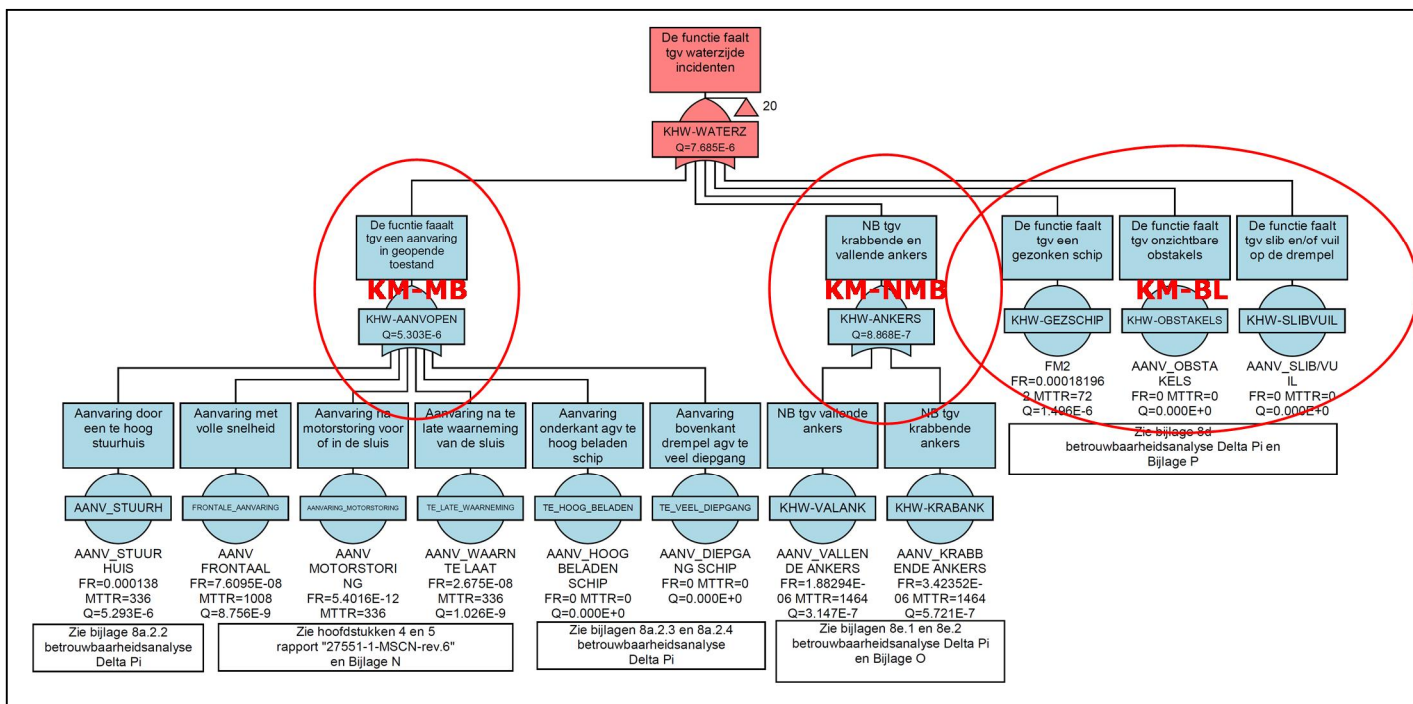 De functie faalt
tgv waterzijde
incidenten
20
KHW-WATERZ
Q=7.685E-6
De fucntie faaalt
tgv een aanvaring
in geopende
toestand
NB tgv
krabbende en
vallende ankers
De functie faalt
tgv een
gezonken schip
De functie faalt
tgv onzichtbare
obstakels
De functie faalt
tgv slib en/of vuil
op de drempel
KM-MB
KM-NMB
KM-BL
KHW-AANVOPEN
Q=5.303E-6
KHW-ANKERS
Q=8.868E-7
KHW-GEZSCHIP
KHW-OBSTAKELS
KHW-SLIBVUIL
FM2
FR=0.00018196
2 MTTR=72
Q=1.496E-6
AANV_OBSTA
KELS
FR=0 MTTR=0
Q=0.000E+0
AANV_SLIB/VU
IL
FR=0 MTTR=0
Q=0.000E+0
Zie bijlage 8d
betrouwbaarheidsanalyse Delta Pi en
Bijlage P
Aanvaring door
een te hoog
stuurhuis
Aanvaring met
volle snelheid
Aanvaring na
motorstoring voor
of in de sluis
Aanvaring na te
late waarneming
van de sluis
Aanvaring
onderkant agv te
hoog beladen
schip
Aanvaring
bovenkant
drempel agv te
veel diepgang
NB tgv vallende
ankers
NB tgv
krabbende
ankers
AANV_STUURH
FRONTALE_AANVARING
AANVARING_MOTORSTORING
TE_LATE_WAARNEMING
TE_HOOG_BELADEN
TE_VEEL_DIEPGANG
KHW-VALANK
KHW-KRABANK
AANV_STUUR
HUIS
FR=0.000138
MTTR=336
Q=5.293E-6
AANV
FRONTAAL
FR=7.6095E-08
MTTR=1008
Q=8.756E-9
AANV
MOTORSTORI
NG
FR=5.4016E-12
MTTR=336
AANV_WAARN
TE LAAT
FR=2.675E-08
MTTR=336
Q=1.026E-9
AANV_HOOG
BELADEN
SCHIP
FR=0 MTTR=0
Q=0.000E+0
AANV_DIEPGA
NG SCHIP
FR=0 MTTR=0
Q=0.000E+0
AANV_VALLEN
DE ANKERS
FR=1.88294E-
06 MTTR=1464
Q=3.147E-7
AANV_KRABB
ENDE ANKERS
FR=3.42352E-
06 MTTR=1464
Q=5.721E-7
Zie bijlage 8a.2.2
betrouwbaarheidsanalyse
Delta Pi
Zie hoofdstukken 4 en 5
rapport "27551-1-MSCN-rev.6"
en Bijlage N
Zie bijlagen 8a.2.3 en 8a.2.4
betrouwbaarheidsanalyse
Delta Pi
Zie bijlagen 8e.1 en 8e.2
betrouwbaarheidsanalyse Delta Pi
en Bijlage O